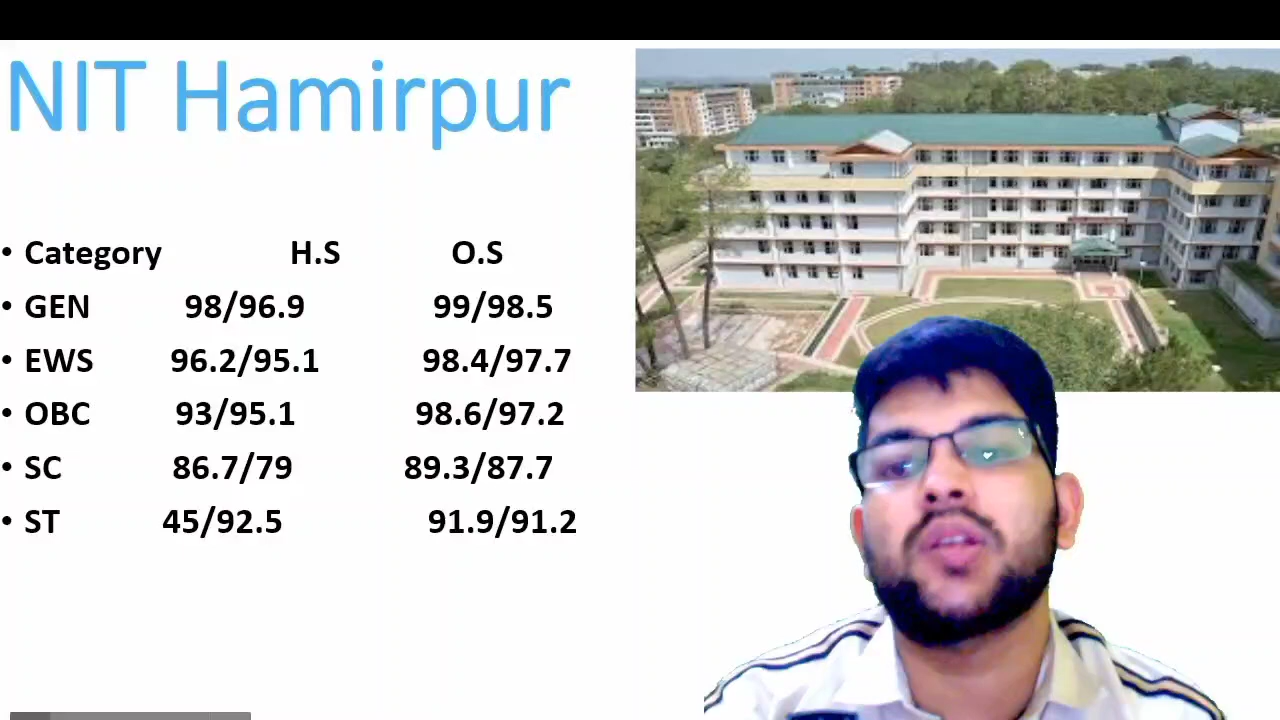 NIT Hamirpur
• Category H.S O.S
• GEN 98/96.9 99/98.5
• EWS 96.2/95.1 98.4/97.7
• OBC 93/95.1 98.6/97.2
• SC 86.7/79 89.3/87.7
• ST 45/92.5 91.9/91.2